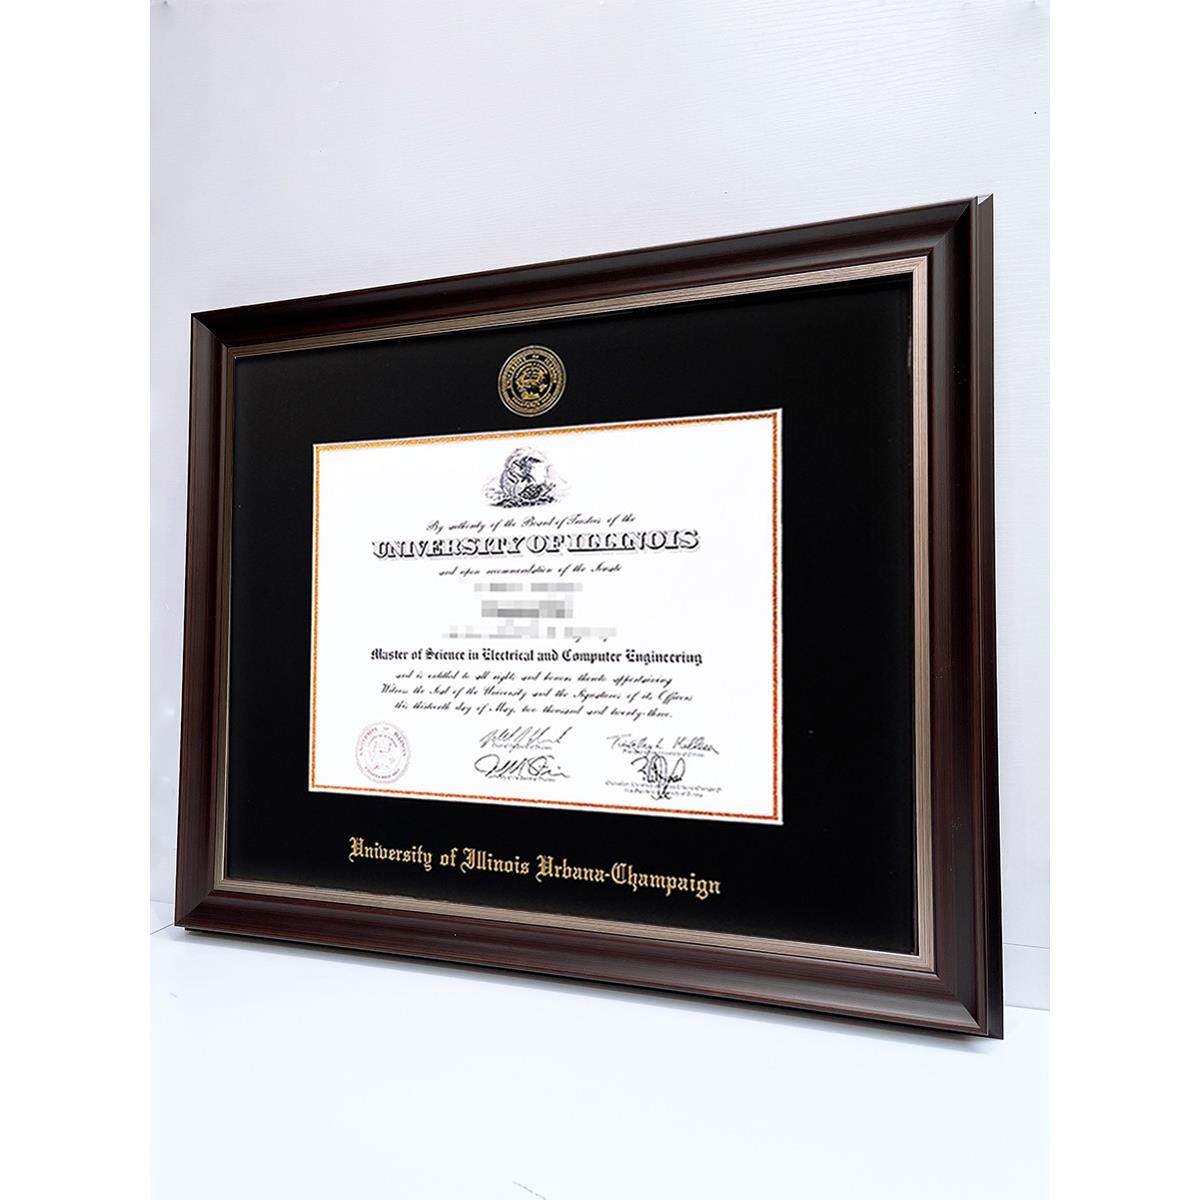 By authority of the Board of Trustees of the
UNIVERSITY OF ILLINOIS
and upon recommendation of the Senate
Master of Science in Electrical and Computer Engineering
and is entitled to all rights and honors thereto appertaining
Witness the Seal of the University and the Signatures of its Officers
this thirteenth day of May, two thousand and twenty-three.
University of Illinois Urbana-Champaign